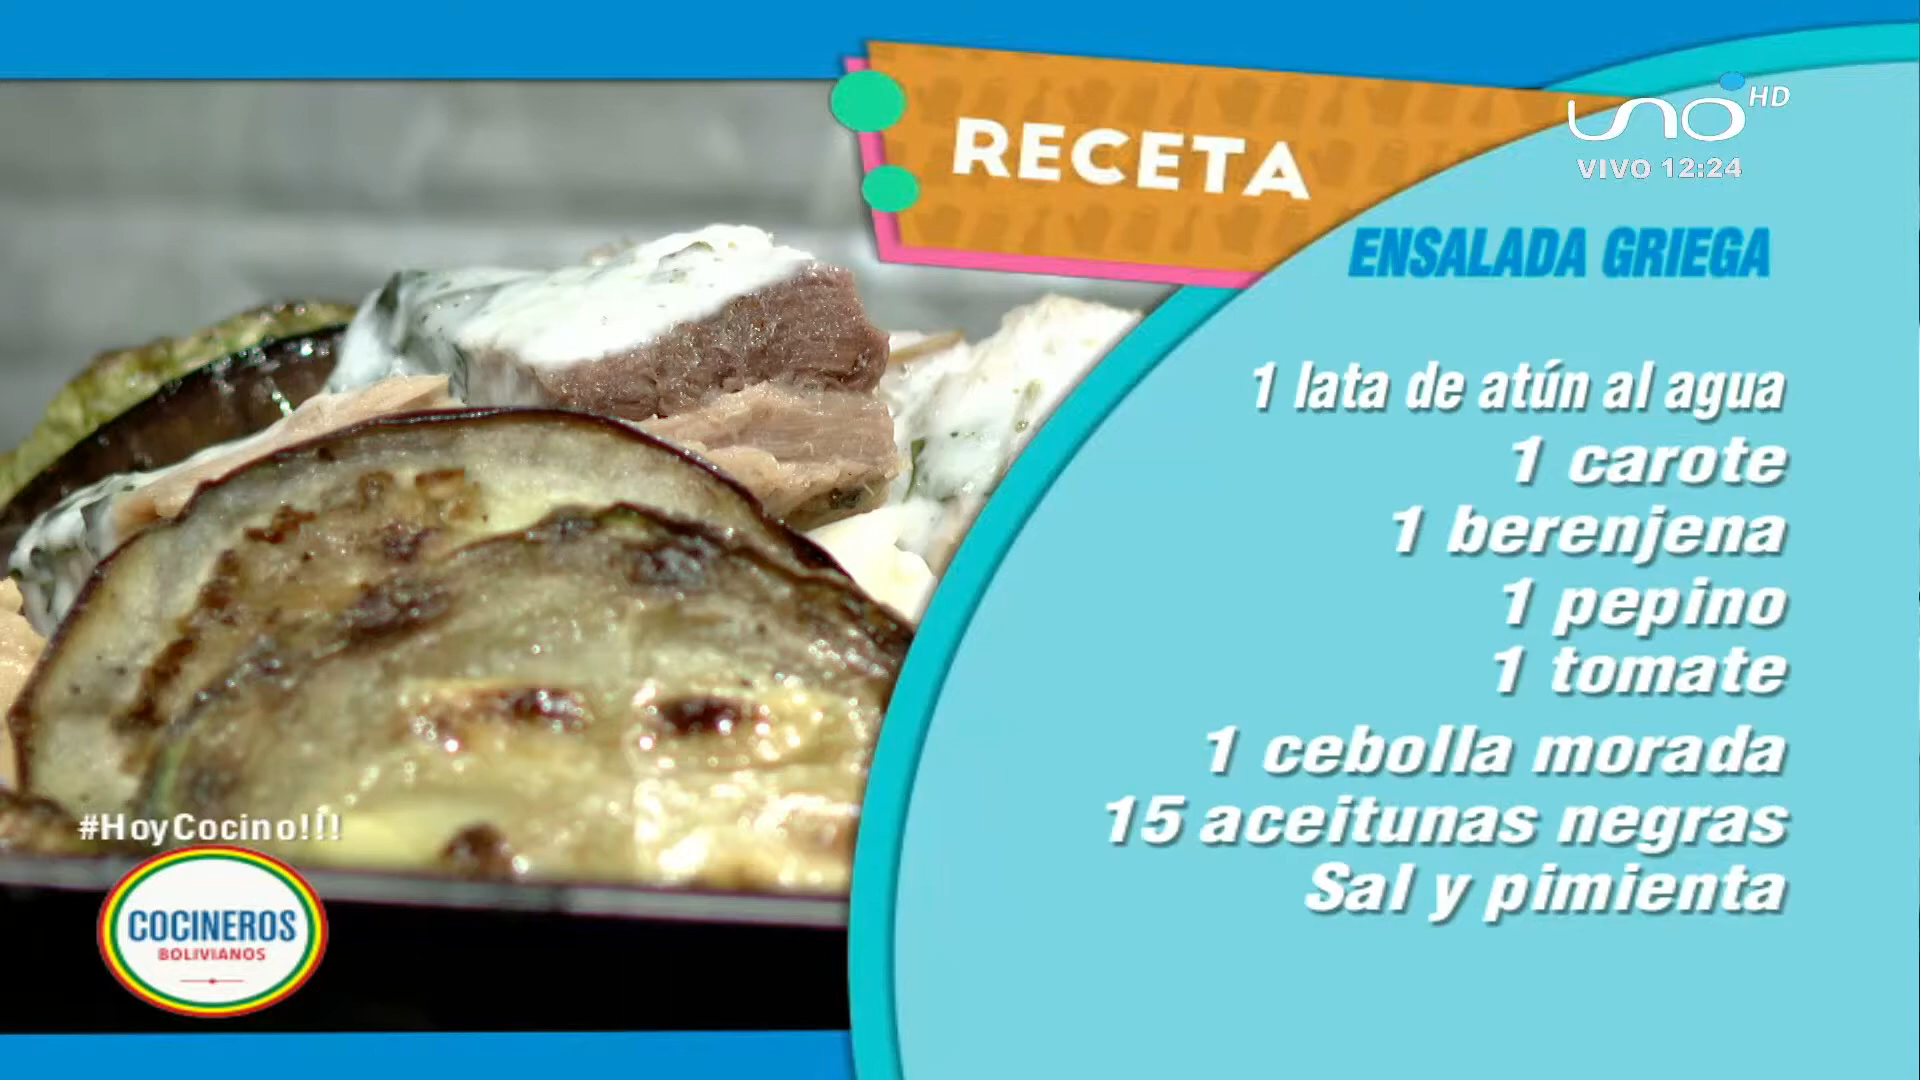 RECETA
UNO HD
VIVO 12:24
ENSALADA GRIEGA
1 lata de atún al agua
1 carote
1 berenjena
1 pepino
1 tomate
1 cebolla morada
15 aceitunas negras
Sal y pimienta
#HoyCocino!!!
COCINEROS
BOLIVIANOS